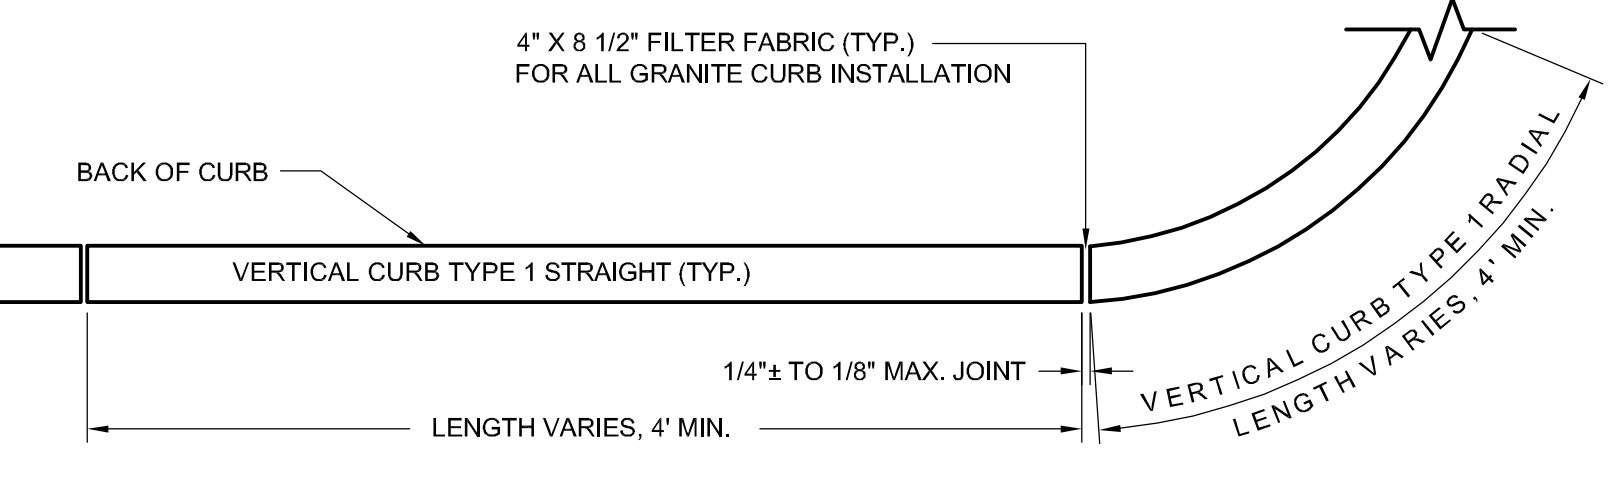 4" X 8 1/2" FILTER FABRIC (TYP.)
FOR ALL GRANITE CURB INSTALLATION
BACK OF CURB
VERTICAL CURB TYPE 1 STRAIGHT (TYP.)
1/4"± TO 1/8" MAX. JOINT
LENGTH VARIES, 4' MIN.
VERTICAL CURB TYPE 1 RADIAL
LENGTH VARIES, 4' MIN.